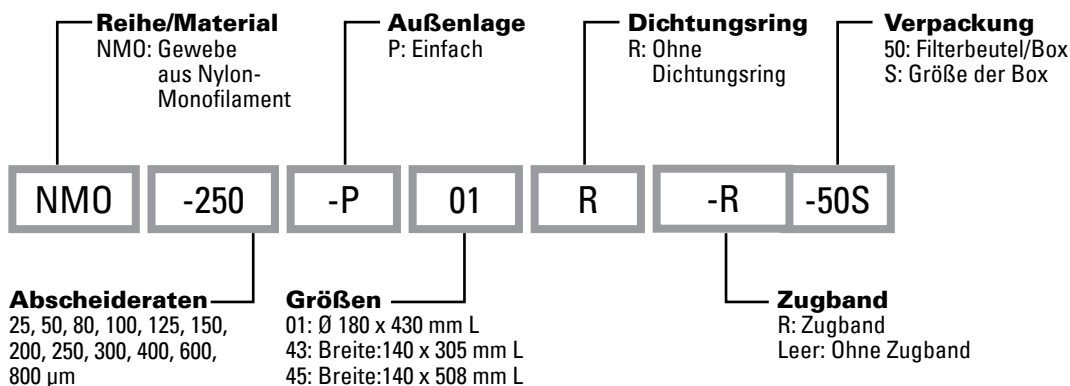 Reihe/Material
NMO: Gewebe
aus Nylon-
Monofilament
Außenlage
P: Einfach
Dichtungsring
R: Ohne
Dichtungsring
Verpackung
50: Filterbeutel/Box
S: Größe der Box
NMO -250 -P 01 R -R -50S
Abscheideraten
25, 50, 80, 100, 125, 150,
200, 250, 300, 400, 600,
800 µm
Größen
01: Ø 180 x 430 mm L
43: Breite:140 x 305 mm L
45: Breite:140 x 508 mm L
Zugband
R: Zugband
Leer: Ohne Zugband